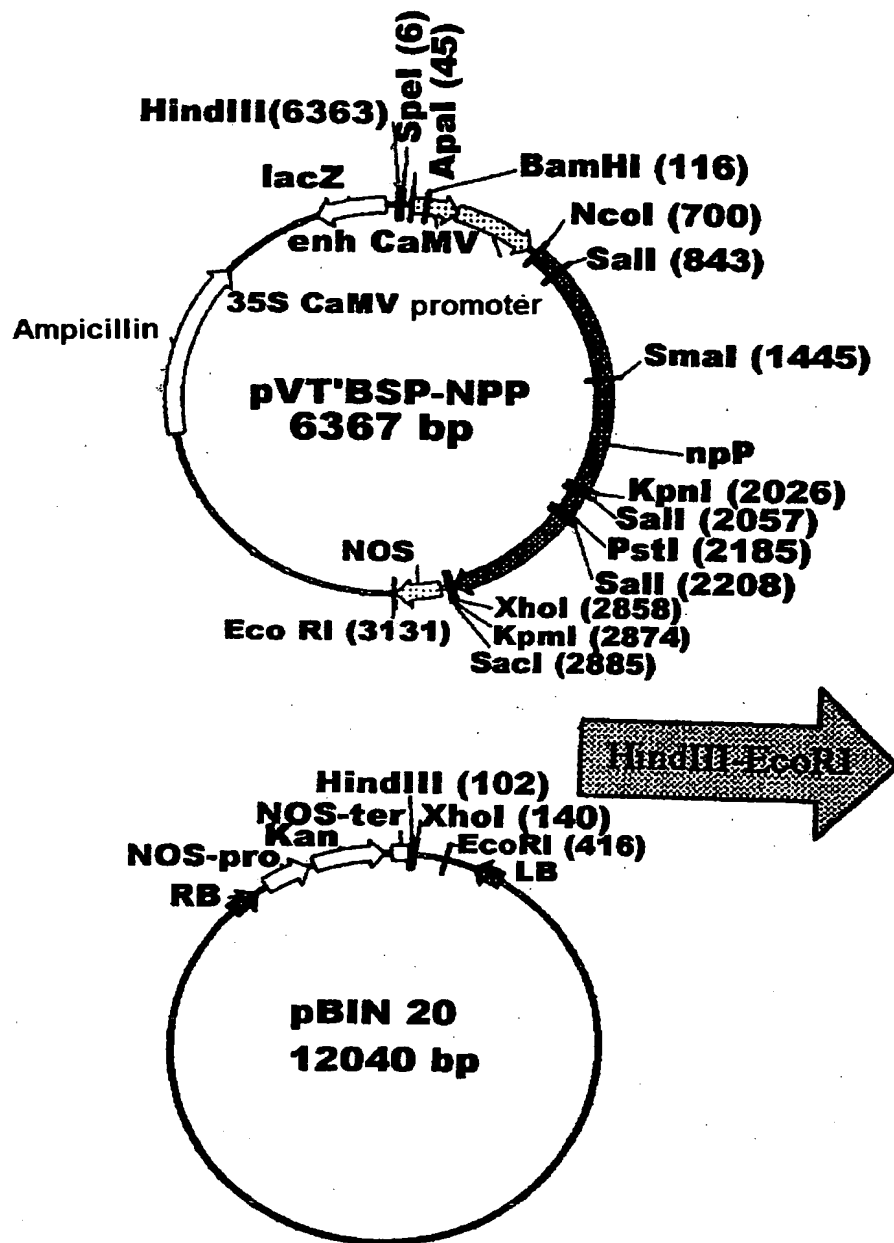 HindIII(6363)
SpeI (6)
ApaI (45)
BamHI (116)
lacZ
NcoI (700)
enh CaMV
SalI (843)
35S CaMV promoter
Ampicillin
SmaI (1445)
pVT'BSP-NPP
6367 bp
npP
KpnI (2026)
SalI (2057)
PstI (2185)
NOS
SalI (2208)
XhoI (2858)
Eco RI (3131)
KpmI (2874)
SacI (2885)
HindIII-EcoRI
HindIII (102)
NOS-ter
XhoI (140)
Kan
EcoRI (416)
NOS-pro
LB
RB
pBIN 20
12040 bp